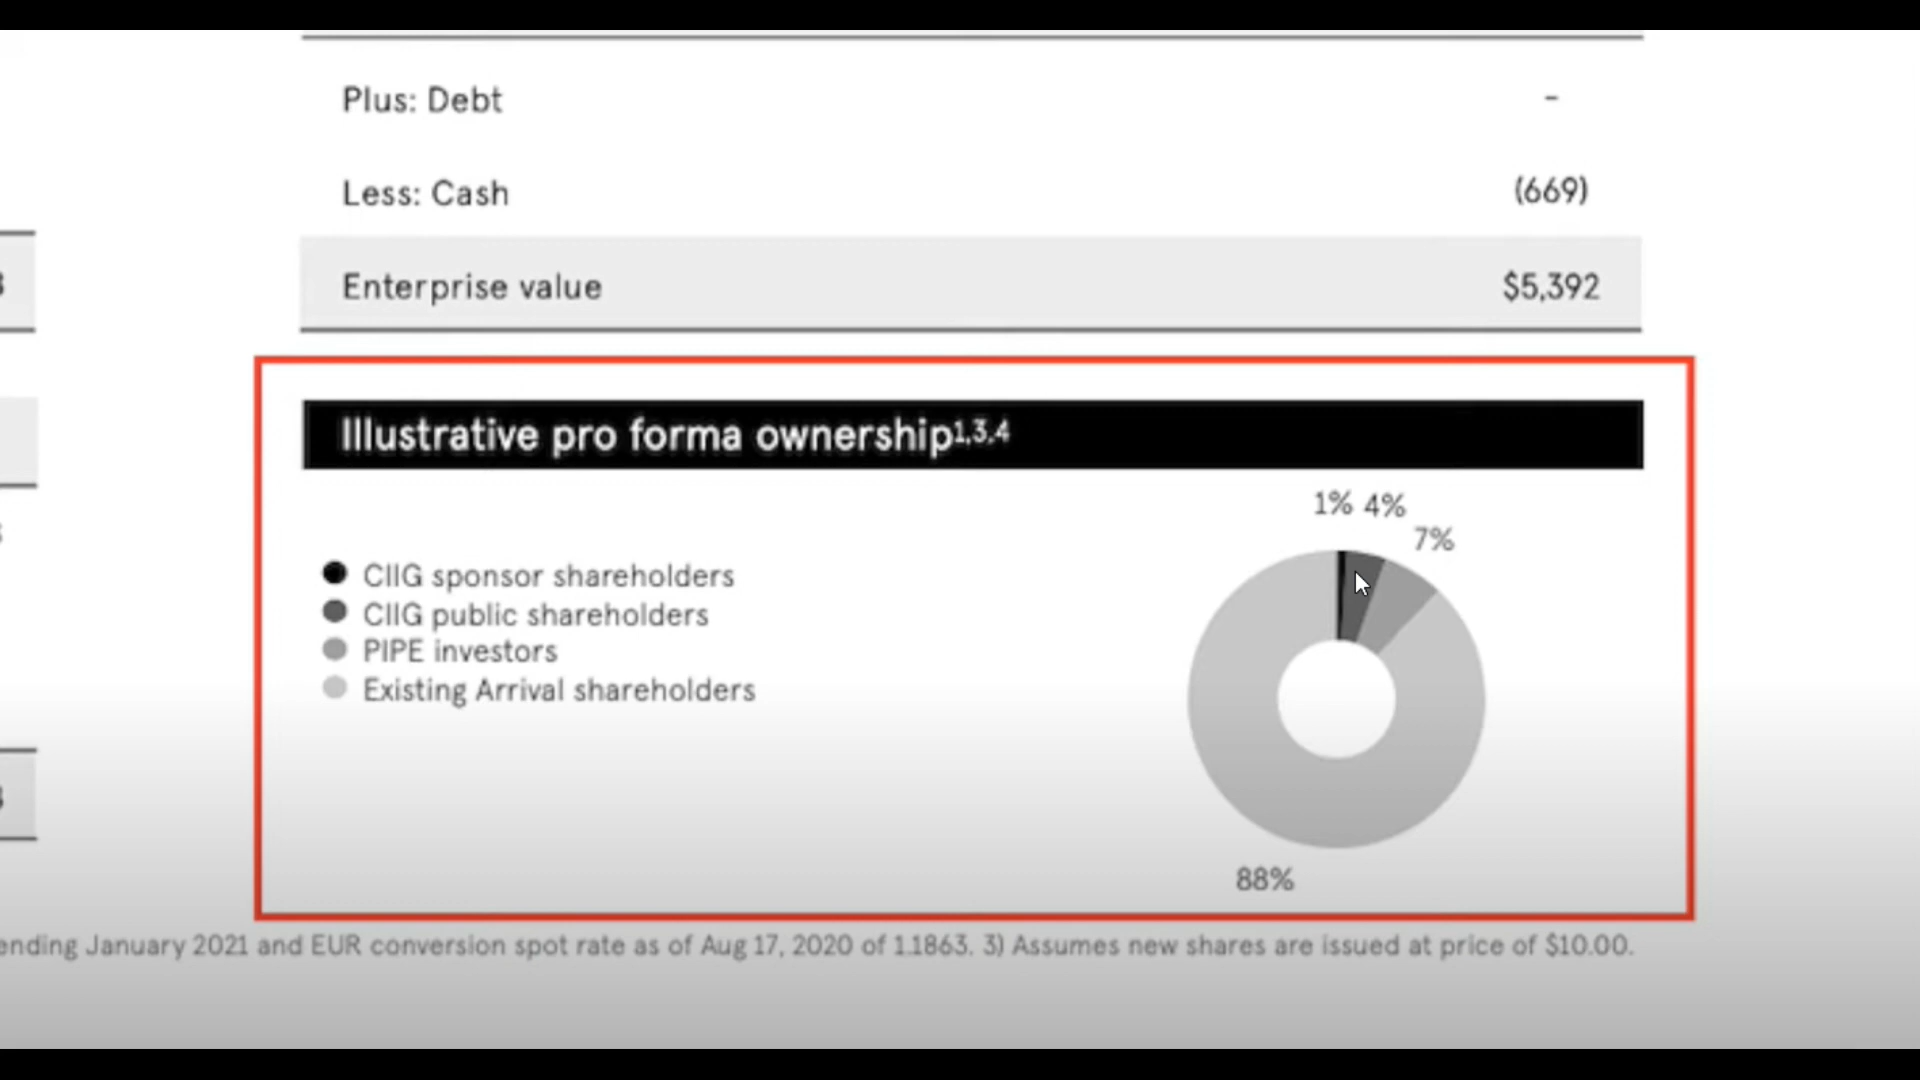 Plus: Debt -
Less: Cash (669)
Enterprise value $5,392
Illustrative pro forma ownership1,3,4
1% 4%
7%
CIIG sponsor shareholders
CIIG public shareholders
PIPE investors
Existing Arrival shareholders
88%
ending January 2021 and EUR conversion spot rate as of Aug 17, 2020 of 1.1863. 3) Assumes new shares are issued at price of $10.00.